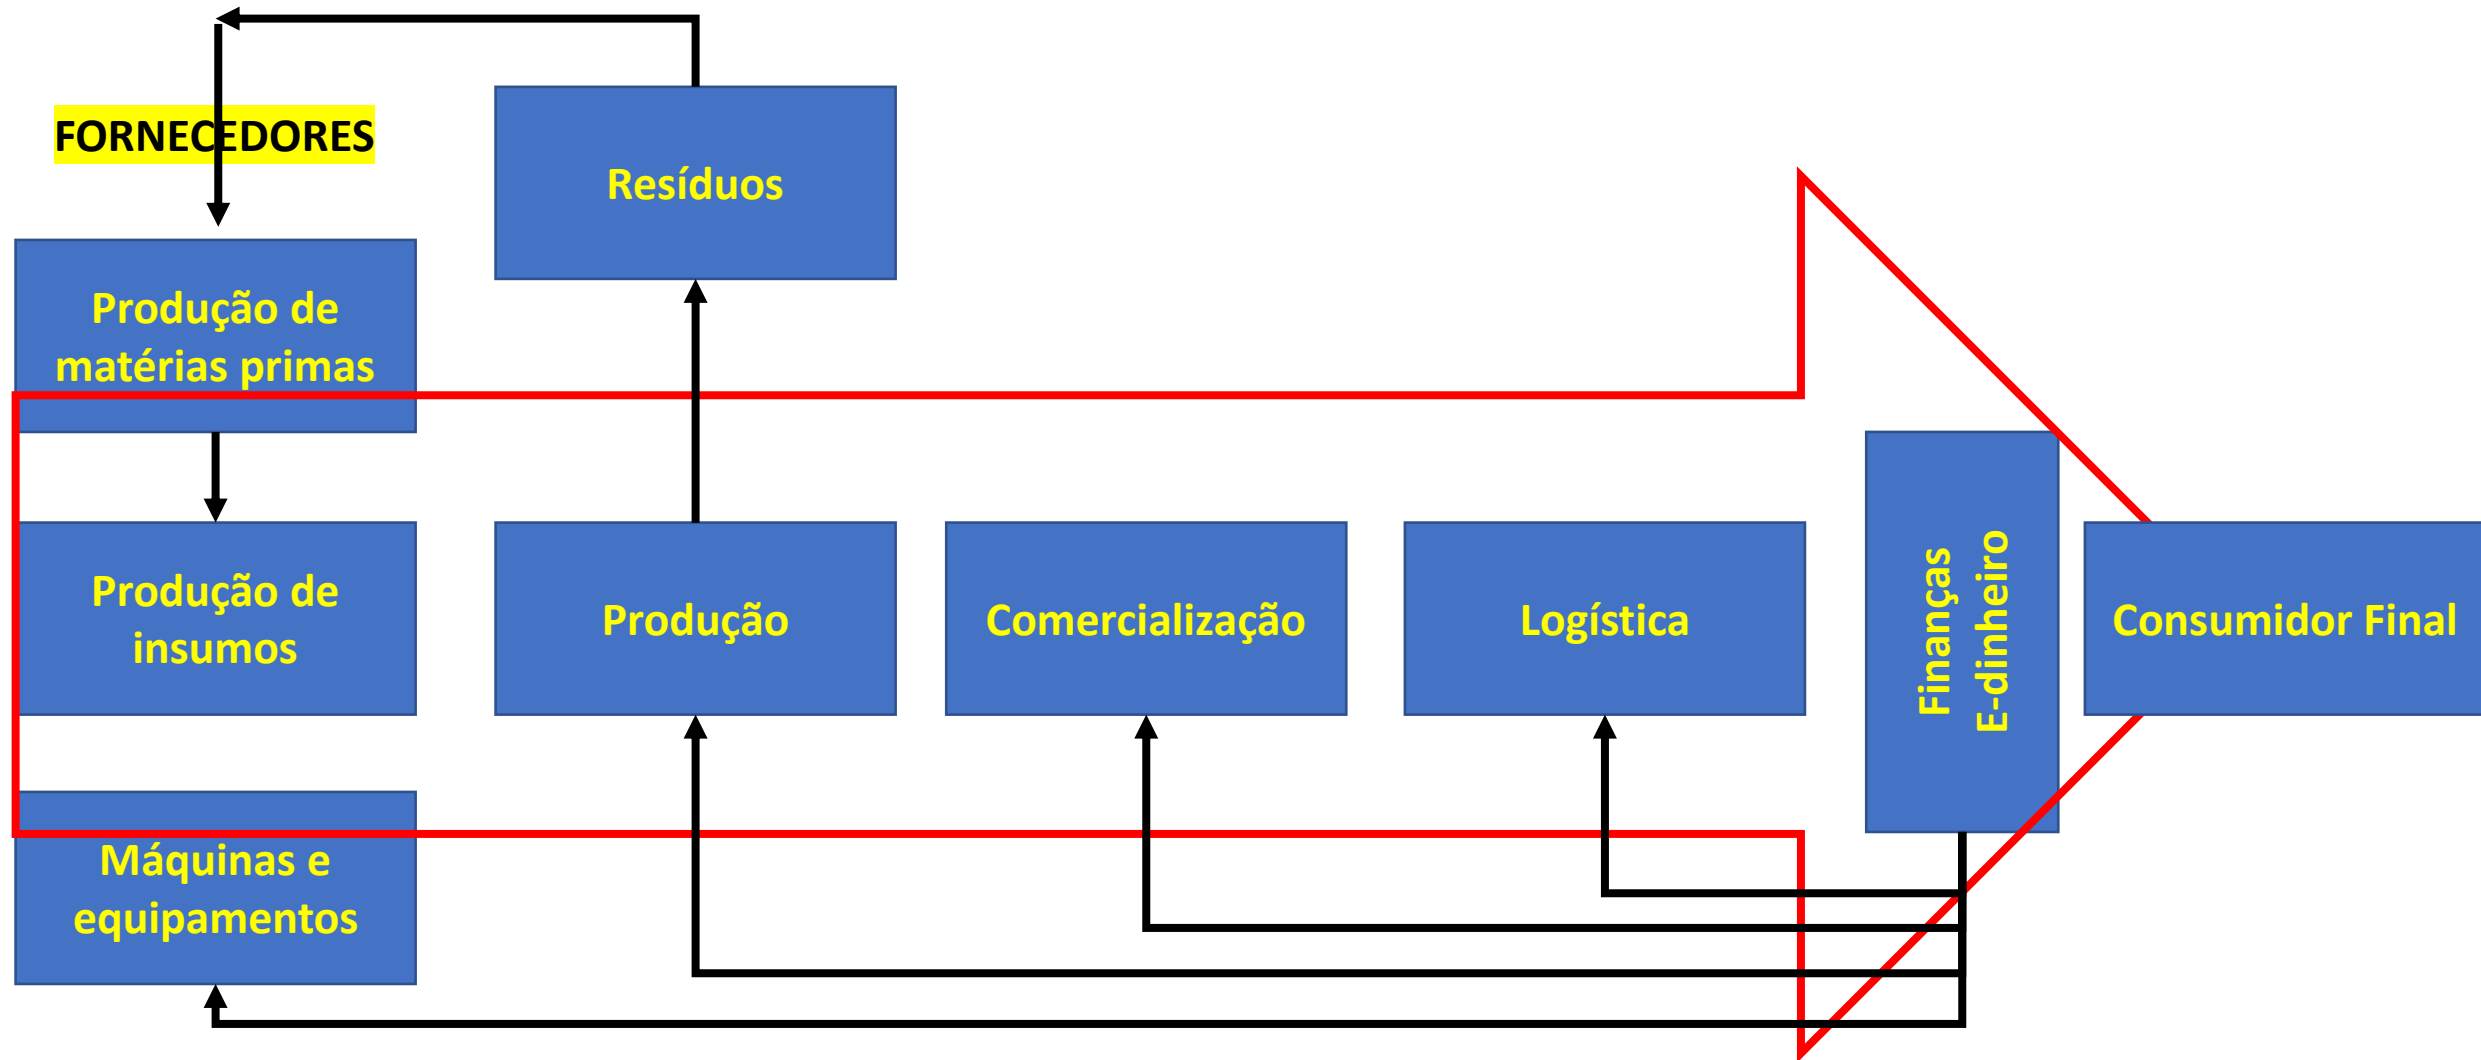 FORNECEDORES
Resíduos
Produção de
matérias primas
Produção de
insumos
Produção
Comercialização
Logística
Finanças
E-dinheiro
Consumidor Final
Máquinas e
equipamentos